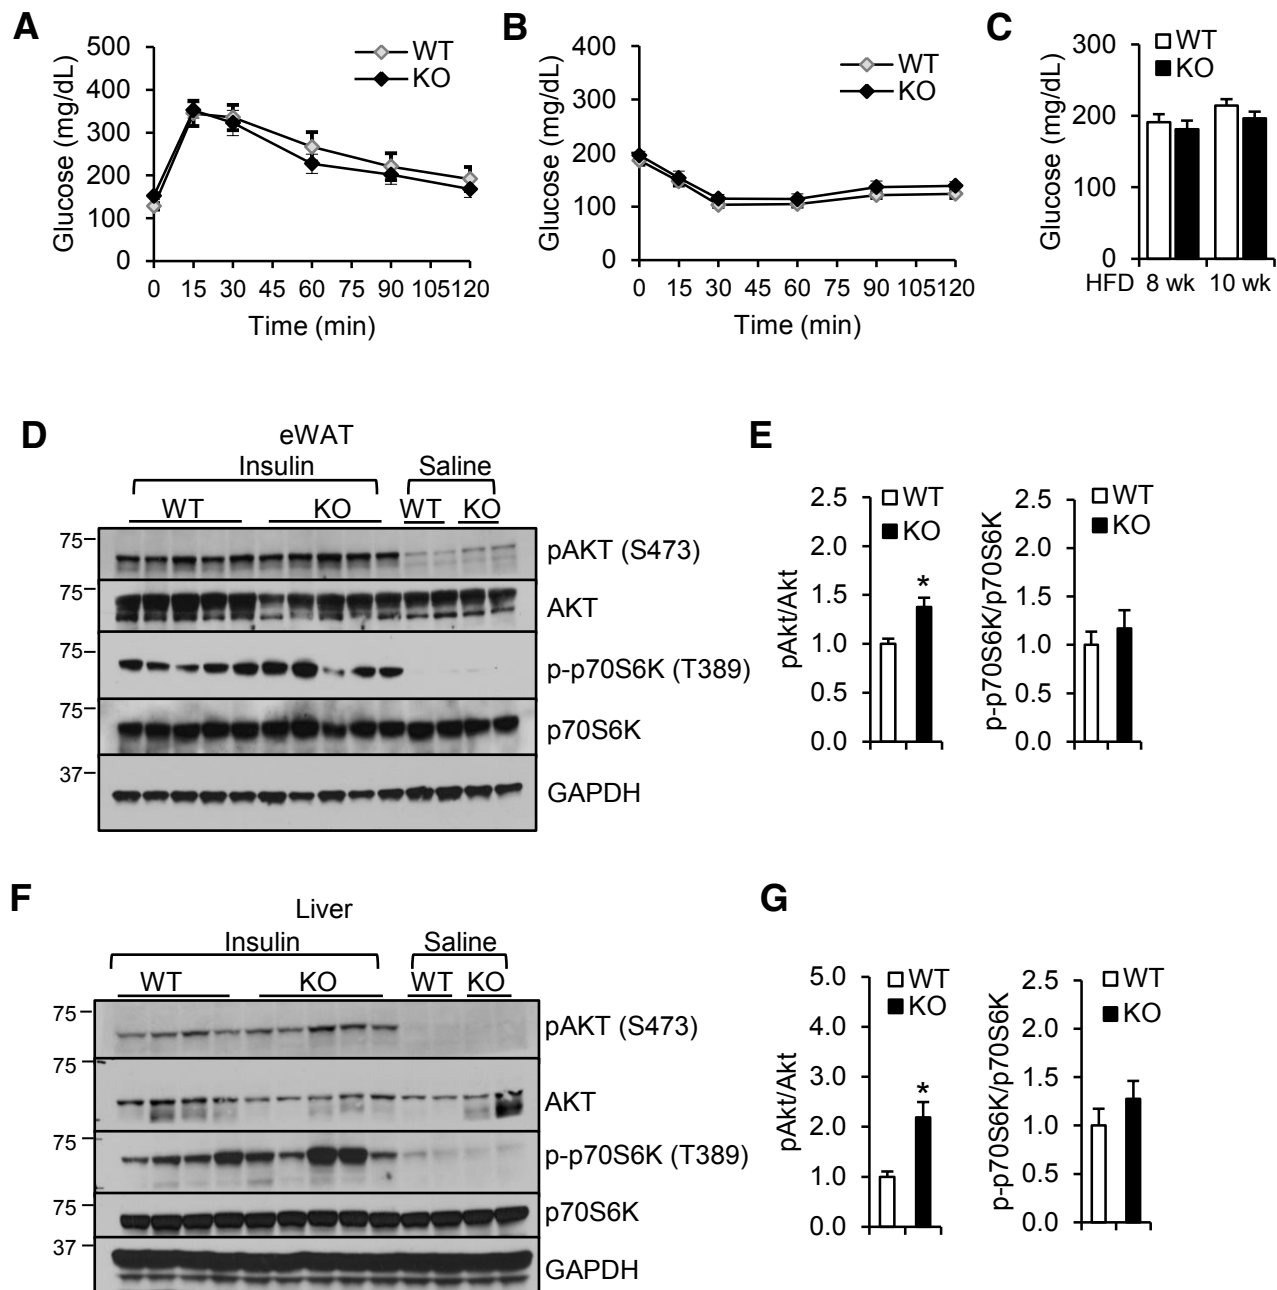 A
500
400
300
200
100
0
Glucose (mg/dL)
WT
KO
0 15 30 45 60 75 90 105 120
Time (min)
B
400
300
200
100
0
Glucose (mg/dL)
WT
KO
0 15 30 45 60 75 90 105 120
Time (min)
C
300
200
100
0
Glucose (mg/dL)
WT
KO
HFD 8 wk 10 wk
D
eWAT
Insulin Saline
WT KO WT KO
75
pAKT (S473)
75
AKT
75
p-p70S6K (T389)
75
p70S6K
37
GAPDH
E
2.5
2.0
1.5
1.0
0.5
0.0
pAkt/Akt
WT
KO
*
2.5
2.0
1.5
1.0
0.5
0.0
p-p70S6K/p70S6K
WT
KO
F
Liver
Insulin Saline
WT KO WT KO
75
pAKT (S473)
75
AKT
75
p-p70S6K (T389)
75
p70S6K
37
GAPDH
G
5.0
4.0
3.0
2.0
1.0
0.0
pAkt/Akt
WT
KO
*
2.5
2.0
1.5
1.0
0.5
0.0
p-p70S6K/p70S6K
WT
KO